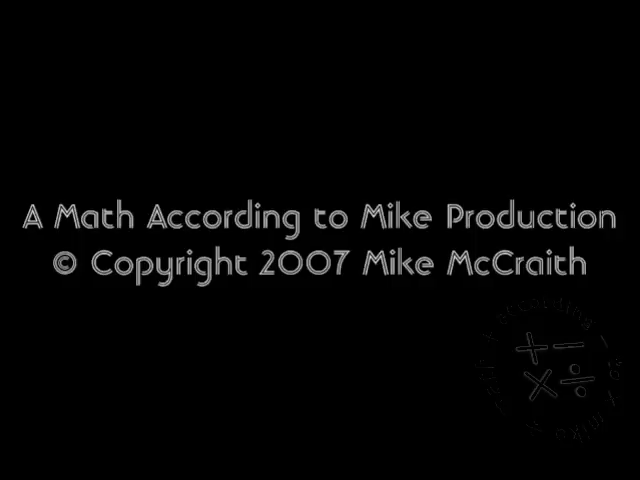 A Math According to Mike Production
© Copyright 2007 Mike McCraith
+ −
× ÷